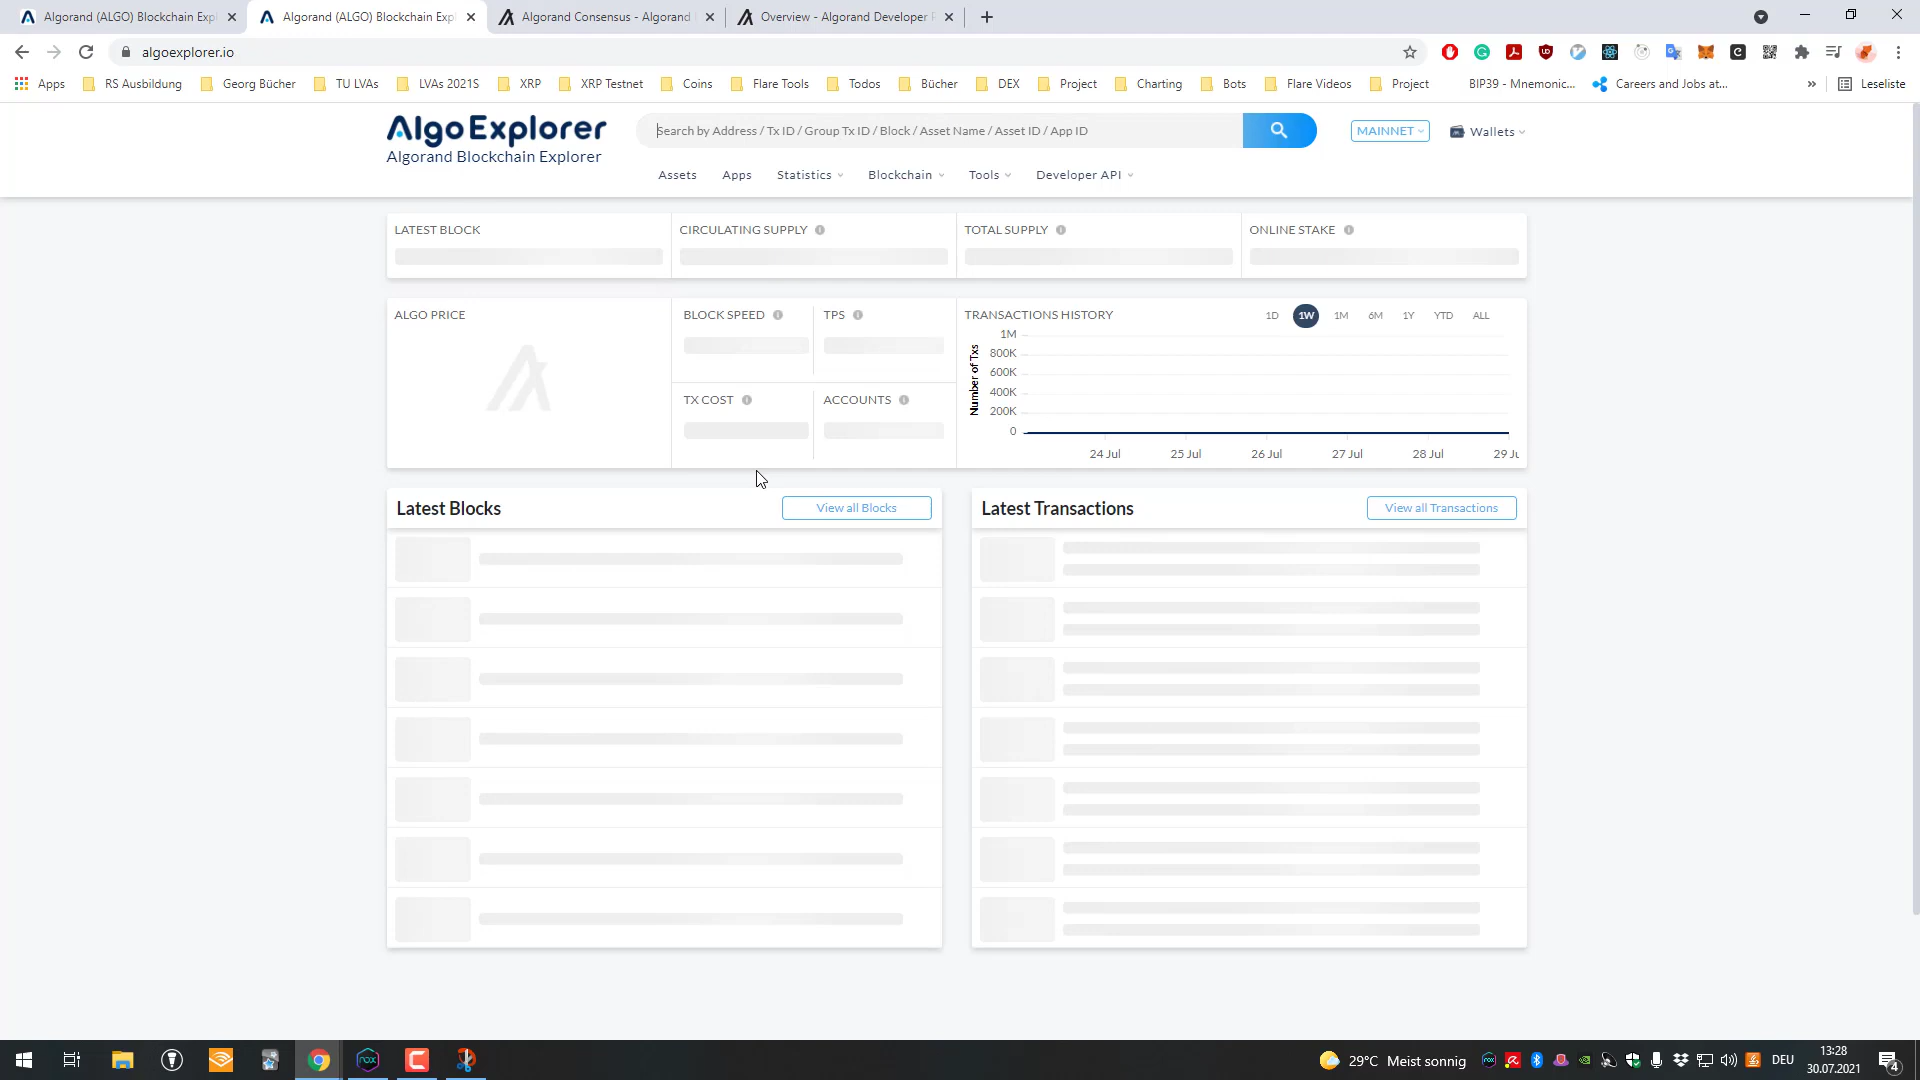 Algorand (ALGO) Blockchain Expl
Algorand (ALGO) Blockchain Expl
Algorand Consensus - Algorand
Overview - Algorand Developer
algoexplorer.io
Apps
RS Ausbildung
Georg Bücher
TU LVAs
LVAs 2021S
XRP
XRP Testnet
Coins
Flare Tools
Todos
Bücher
DEX
Project
Charting
Bots
Flare Videos
Project
BIP39 - Mnemonic...
Careers and Jobs at...
»
Leseliste
AlgoExplorer
Algorand Blockchain Explorer
Search by Address / Tx ID / Group Tx ID / Block / Asset Name / Asset ID / App ID
MAINNET
Wallets
Assets
Apps
Statistics
Blockchain
Tools
Developer API
LATEST BLOCK
CIRCULATING SUPPLY
TOTAL SUPPLY
ONLINE STAKE
ALGO PRICE
BLOCK SPEED
TPS
TX COST
ACCOUNTS
TRANSACTIONS HISTORY
1D
1W
1M
6M
1Y
YTD
ALL
Number of Txs
1M
800K
600K
400K
200K
0
24 Jul
25 Jul
26 Jul
27 Jul
28 Jul
29 Ju
Latest Blocks
View all Blocks
Latest Transactions
View all Transactions
29°C Meist sonnig
DEU
13:28
30.07.2021
4